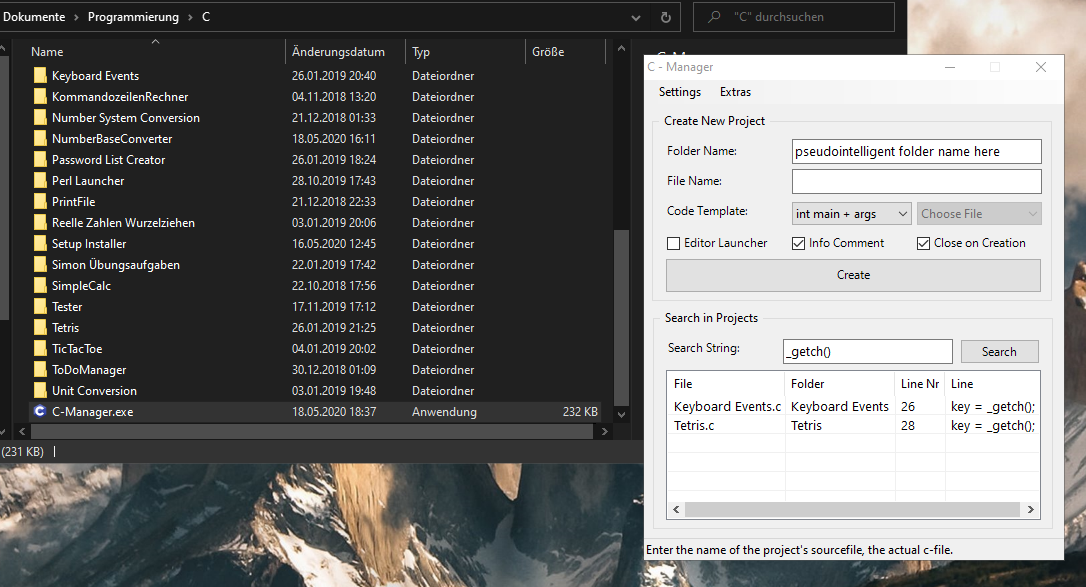 Dokumente > Programmierung > C
"C" durchsuchen
Name Änderungsdatum Typ Größe
Keyboard Events 26.01.2019 20:40 Dateiordner
KommandozeilenRechner 04.11.2018 13:20 Dateiordner
Number System Conversion 21.12.2018 01:33 Dateiordner
NumberBaseConverter 18.05.2020 16:11 Dateiordner
Password List Creator 26.01.2019 18:24 Dateiordner
Perl Launcher 28.10.2019 17:43 Dateiordner
PrintFile 21.12.2018 22:33 Dateiordner
Reelle Zahlen Wurzelziehen 03.01.2019 20:06 Dateiordner
Setup Installer 16.05.2020 12:45 Dateiordner
Simon Übungsaufgaben 22.01.2019 17:42 Dateiordner
SimpleCalc 22.10.2018 17:56 Dateiordner
Tester 17.11.2019 17:12 Dateiordner
Tetris 26.01.2019 21:25 Dateiordner
TicTacToe 04.01.2019 20:02 Dateiordner
ToDoManager 30.12.2018 01:09 Dateiordner
Unit Conversion 03.01.2019 19:48 Dateiordner
C-Manager.exe 18.05.2020 18:37 Anwendung 232 KB
(231 KB)
C - Manager
Settings Extras
Create New Project
Folder Name: pseudointelligent folder name here
File Name:
Code Template: int main + args Choose File
Editor Launcher Info Comment Close on Creation
Create
Search in Projects
Search String: _getch() Search
File Folder Line Nr Line
Keyboard Events.c Keyboard Events 26 key = _getch();
Tetris.c Tetris 28 key = _getch();
Enter the name of the project's sourcefile, the actual c-file.